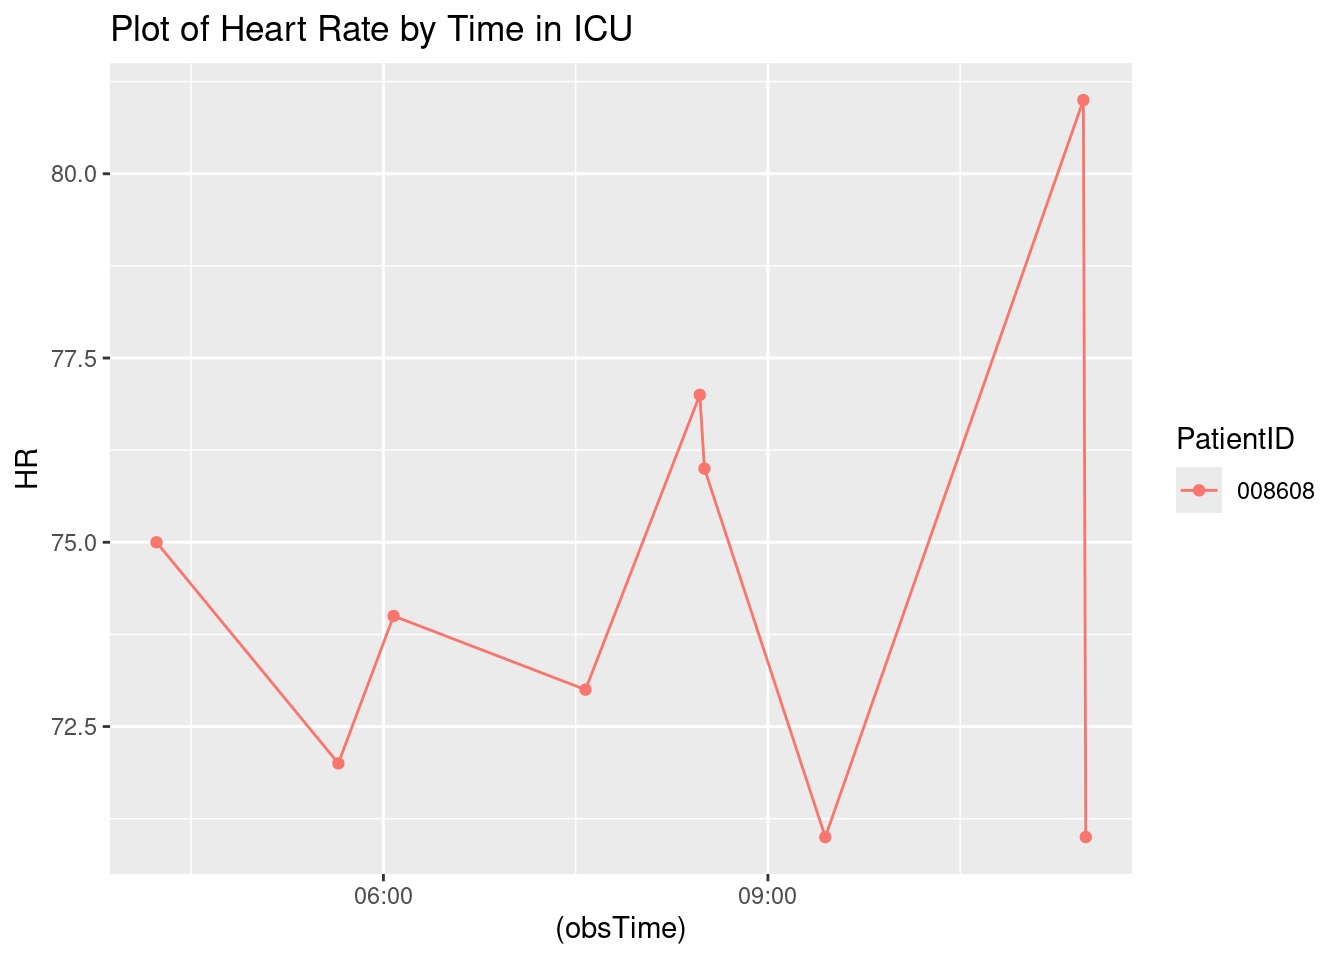 Plot of Heart Rate by Time in ICU
80.0
77.5
75.0
72.5
HR
06:00 09:00
(obsTime)
PatientID
008608